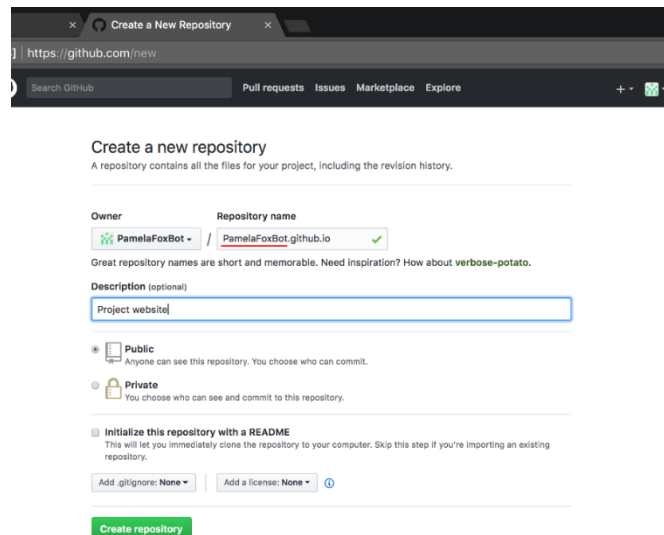 Create a New Repository
https://github.com/new
Search GitHub
Pull requests Issues Marketplace Explore
Create a new repository
A repository contains all the files for your project, including the revision history.
Owner Repository name
PamelaFoxBot / PamelaFoxBot.github.io
Great repository names are short and memorable. Need inspiration? How about verbose-potato.
Description (optional)
Project website
Public
Anyone can see this repository. You choose who can commit.
Private
You choose who can see and commit to this repository.
Initialize this repository with a README
This will let you immediately clone the repository to your computer. Skip this step if you're importing an existing
repository.
Add .gitignore: None Add a license: None
Create repository